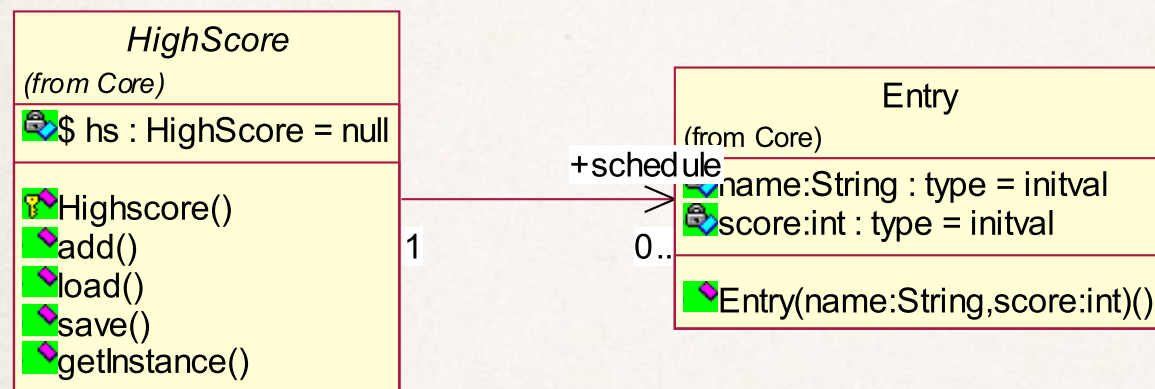 HighScore
(from Core)
$ hs : HighScore = null
Highscore()
add()
load()
save()
getInstance()
1
+schedule
0..
Entry
(from Core)
name:String : type = initval
score:int : type = initval
Entry(name:String,score:int)()